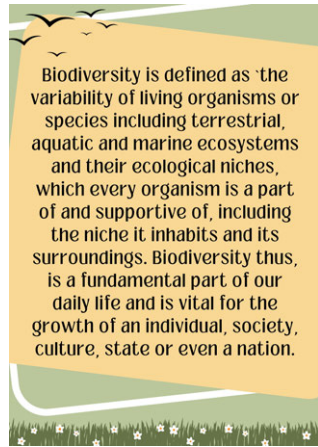 Biodiversity is defined as `the
variability of living organisms or
species including terrestrial,
aquatic and marine ecosystems
and their ecological niches,
which every organism is a part
of and supportive of, including
the niche it inhabits and its
surroundings. Biodiversity thus,
is a fundamental part of our
daily life and is vital for the
growth of an individual, society,
culture, state or even a nation.